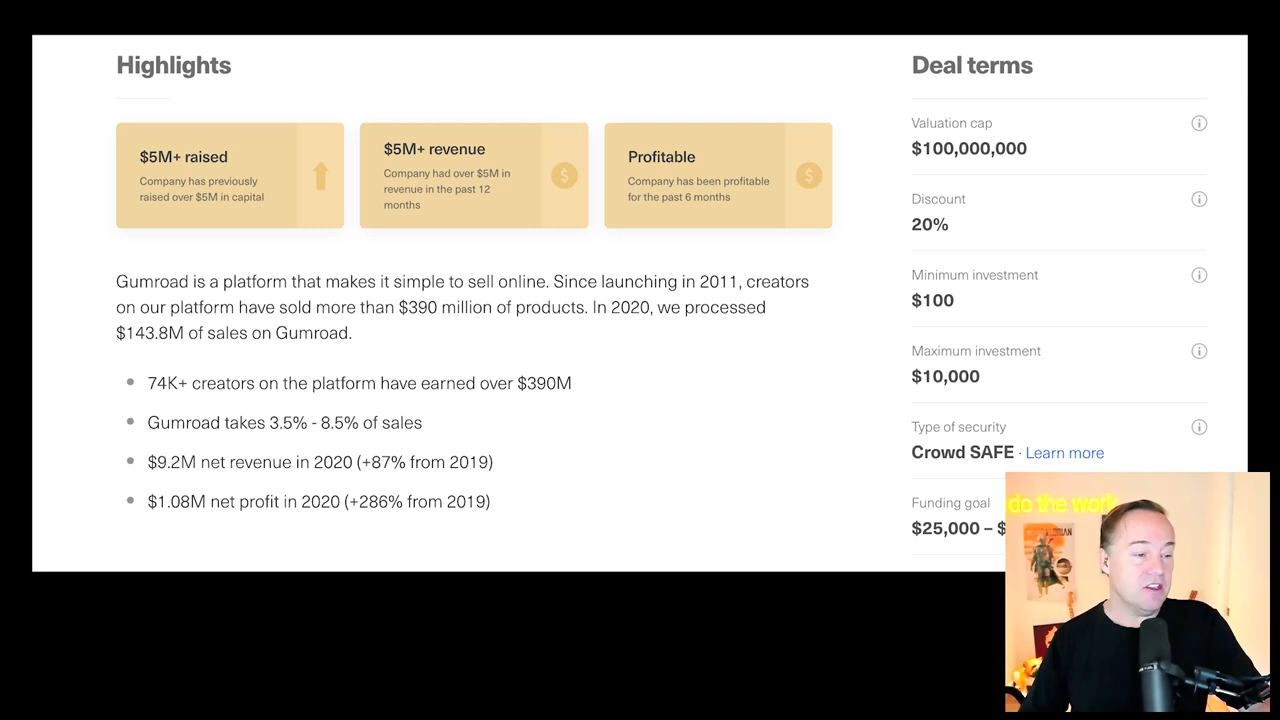 Highlights
$5M+ raised
Company has previously
raised over $5M in capital
$5M+ revenue
Company had over $5M in
revenue in the past 12
months
Profitable
Company has been profitable
for the past 6 months
Gumroad is a platform that makes it simple to sell online. Since launching in 2011, creators
on our platform have sold more than $390 million of products. In 2020, we processed
$143.8M of sales on Gumroad.
74K+ creators on the platform have earned over $390M
Gumroad takes 3.5% - 8.5% of sales
$9.2M net revenue in 2020 (+87% from 2019)
$1.08M net profit in 2020 (+286% from 2019)
Deal terms
Valuation cap
$100,000,000
Discount
20%
Minimum investment
$100
Maximum investment
$10,000
Type of security
Crowd SAFE · Learn more
Funding goal
$25,000 – $
do the work